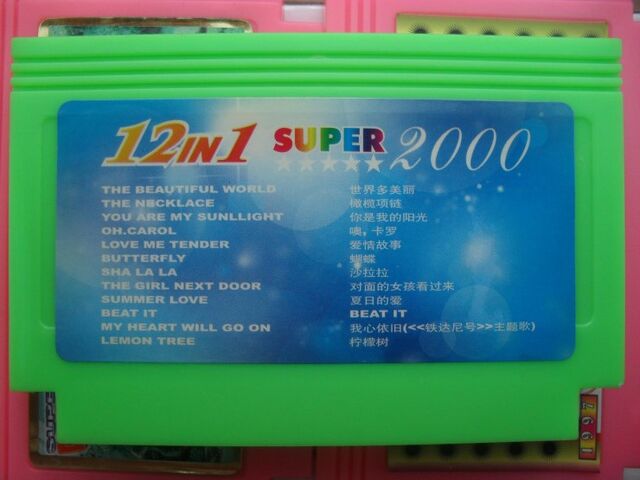 12 IN 1 SUPER 2000
THE BEAUTIFUL WORLD 世界多美丽
THE NECKLACE 橄榄项链
YOU ARE MY SUNLLIGHT 你是我的阳光
OH.CAROL 噢,卡罗
LOVE ME TENDER 爱情故事
BUTTERFLY 蝴蝶
SHA LA LA 沙拉拉
THE GIRL NEXT DOOR 对面的女孩看过来
SUMMER LOVE 夏日的爱
BEAT IT BEAT IT
MY HEART WILL GO ON 我心依旧(<<铁达尼号>>主题歌)
LEMON TREE 柠檬树
1997